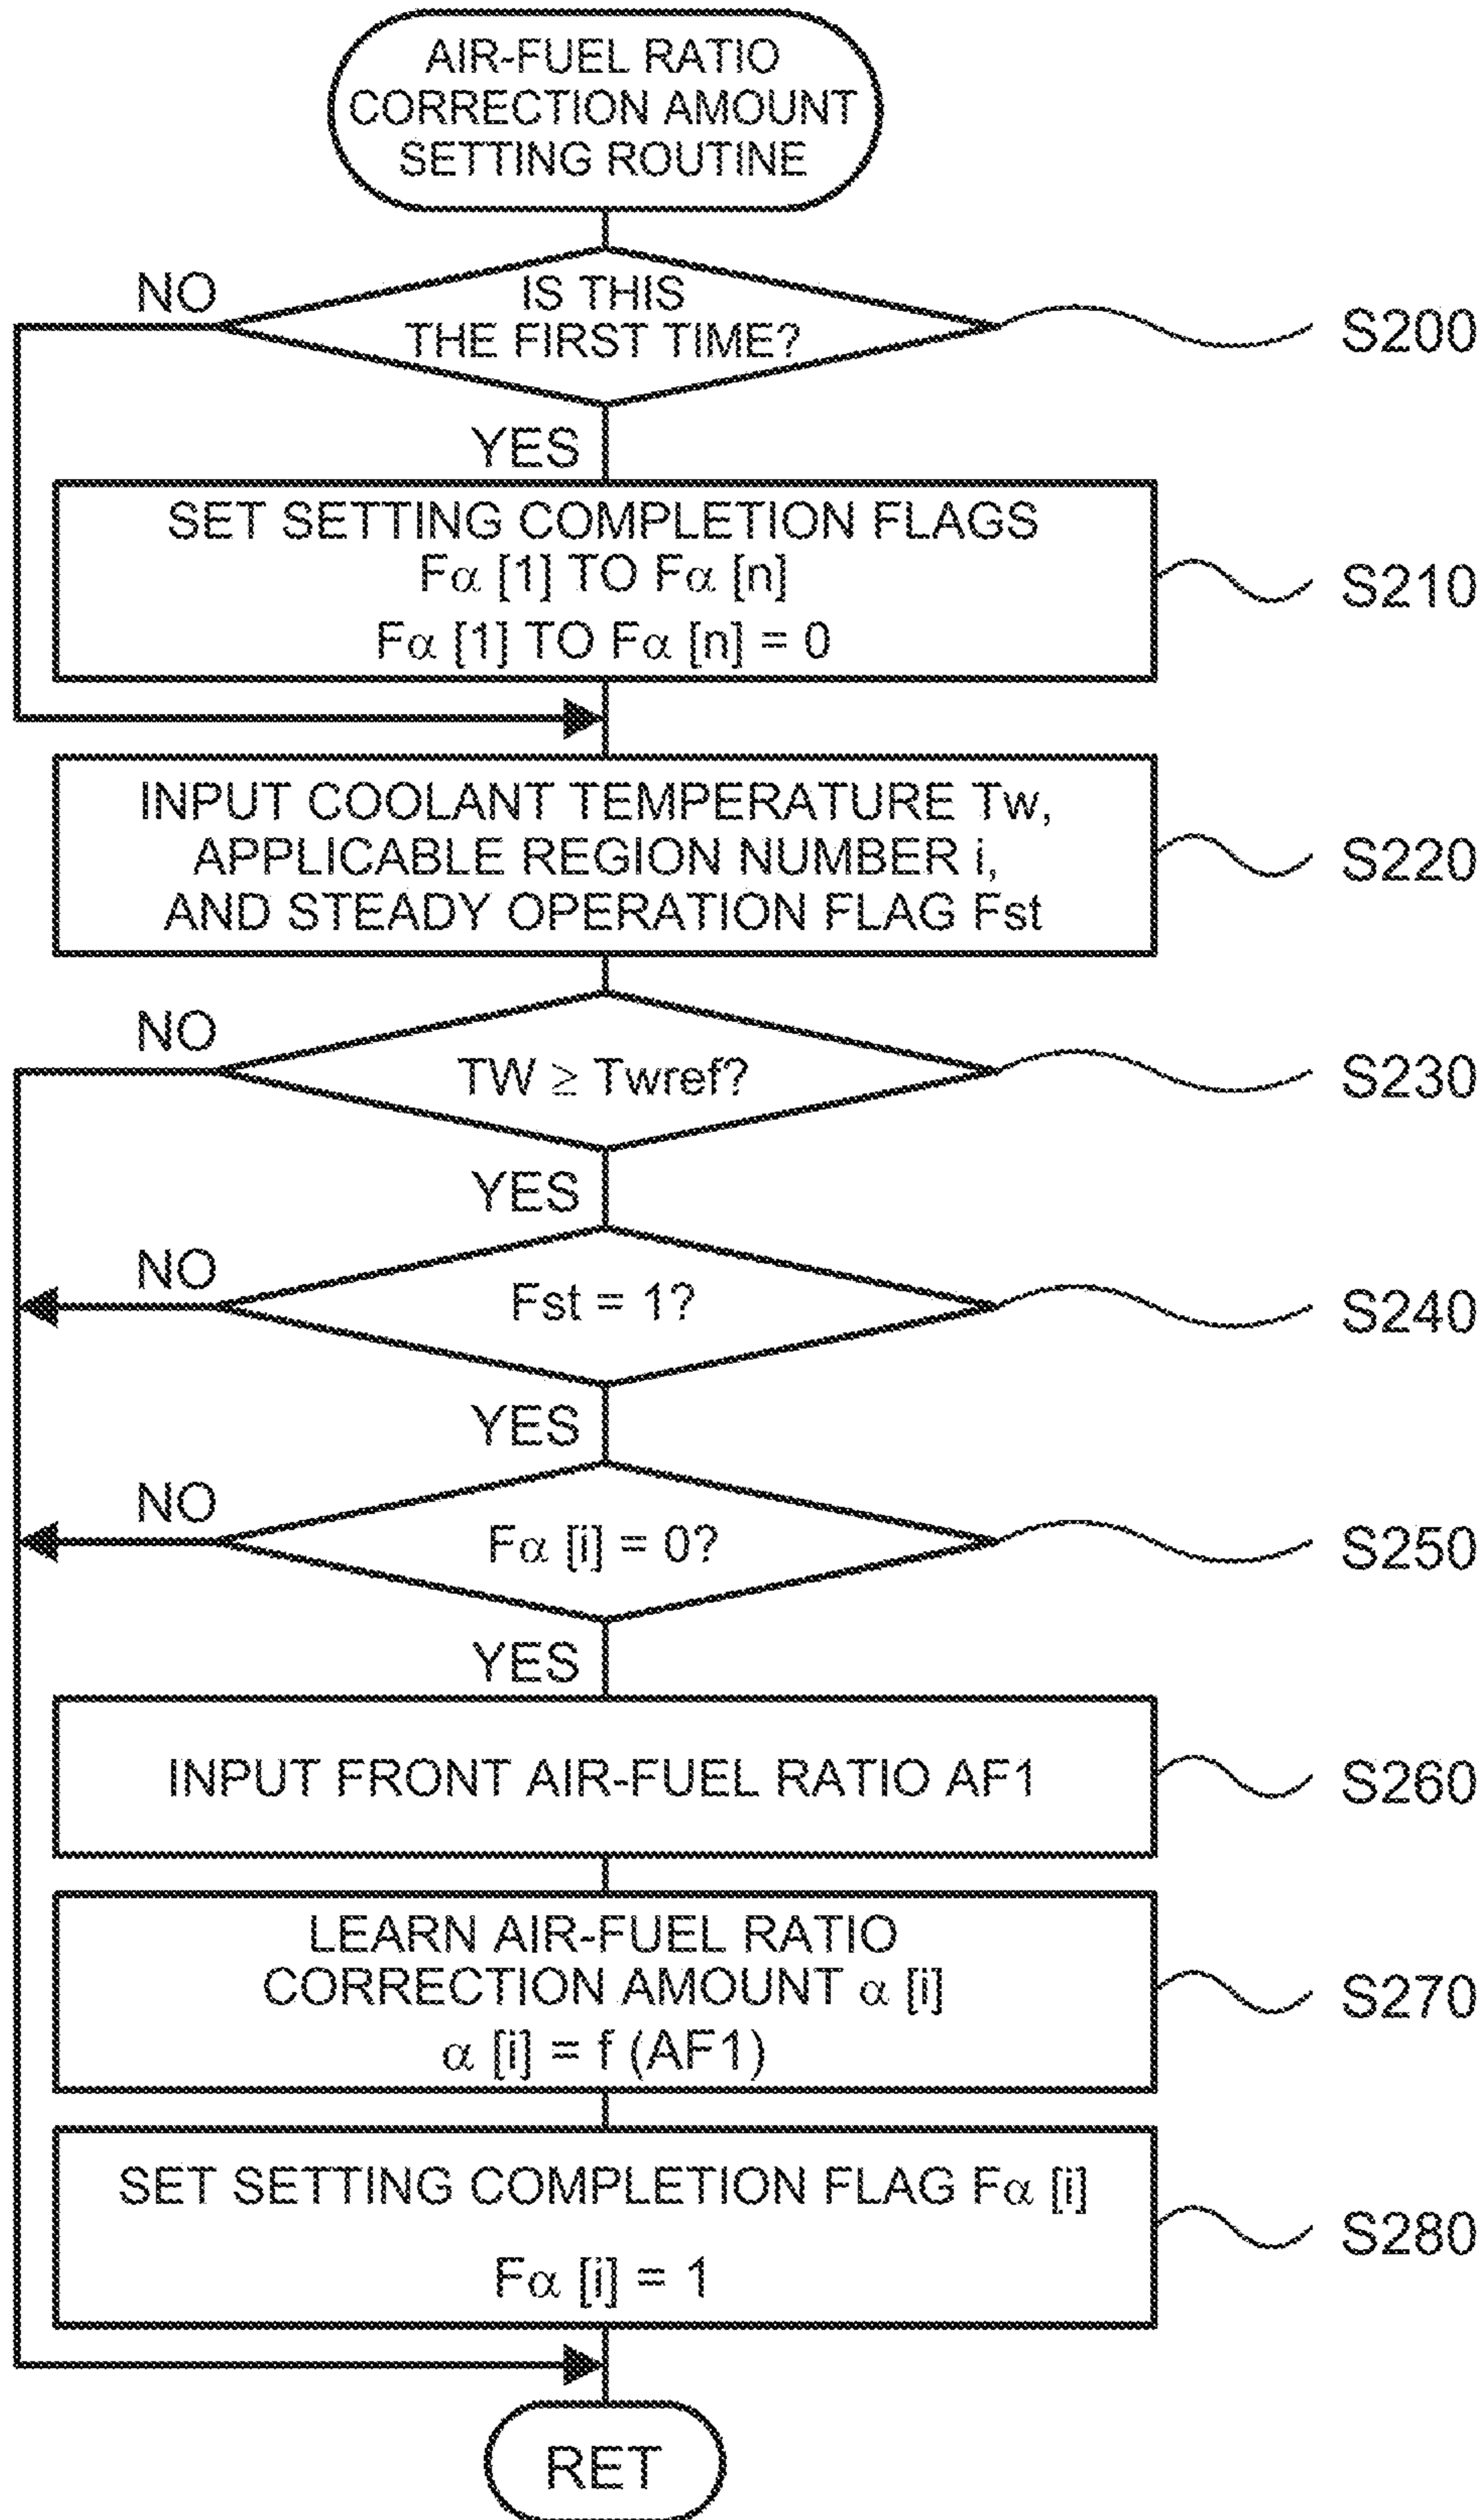 AIR-FUEL RATIO
CORRECTION AMOUNT
SETTING ROUTINE
NO
IS THIS
THE FIRST TIME?
S200
YES
SET SETTING COMPLETION FLAGS
Fα [1] TO Fα [n]
Fα [1] TO Fα [n] = 0
S210
INPUT COOLANT TEMPERATURE Tw,
APPLICABLE REGION NUMBER i,
AND STEADY OPERATION FLAG Fst
S220
NO
TW ≥ Twref?
S230
YES
NO
Fst = 1?
S240
YES
NO
Fα [i] = 0?
S250
YES
INPUT FRONT AIR-FUEL RATIO AF1
S260
LEARN AIR-FUEL RATIO
CORRECTION AMOUNT α [i]
α [i] = f (AF1)
S270
SET SETTING COMPLETION FLAG Fα [i]
Fα [i] = 1
S280
RET